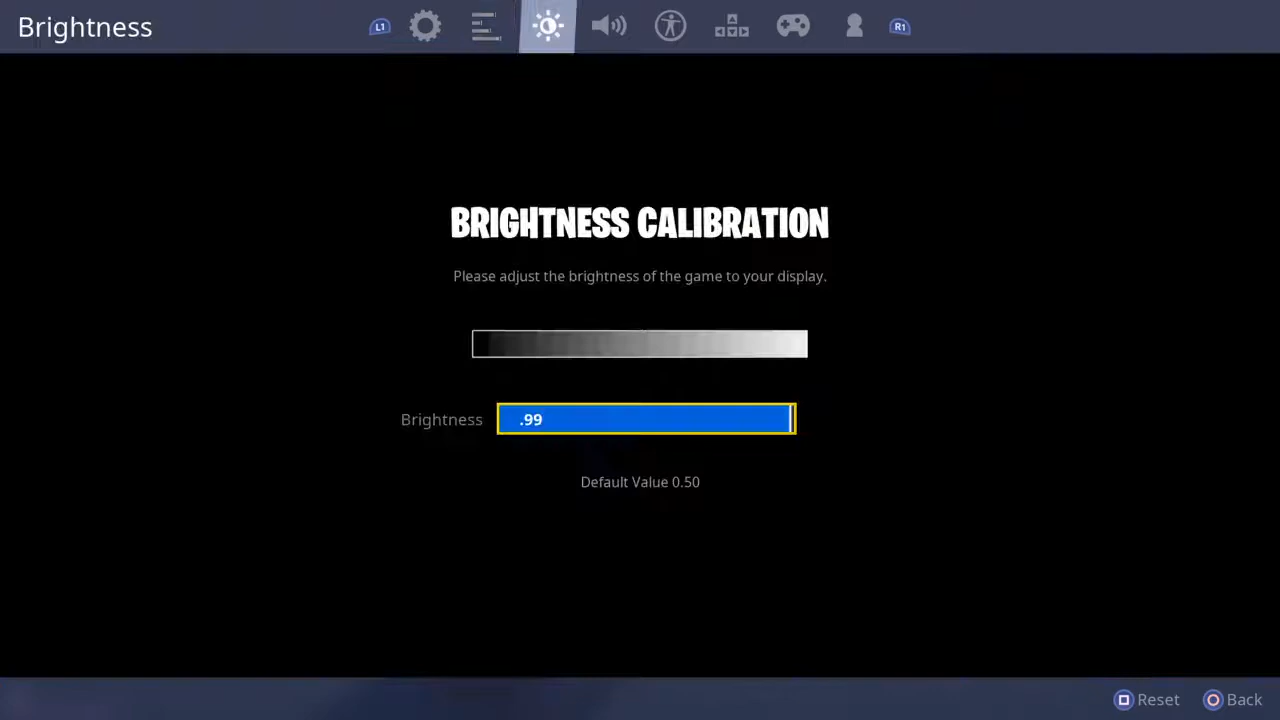 Brightness
L1
R1
BRIGHTNESS CALIBRATION
Please adjust the brightness of the game to your display.
Brightness .99
Default Value 0.50
Reset Back